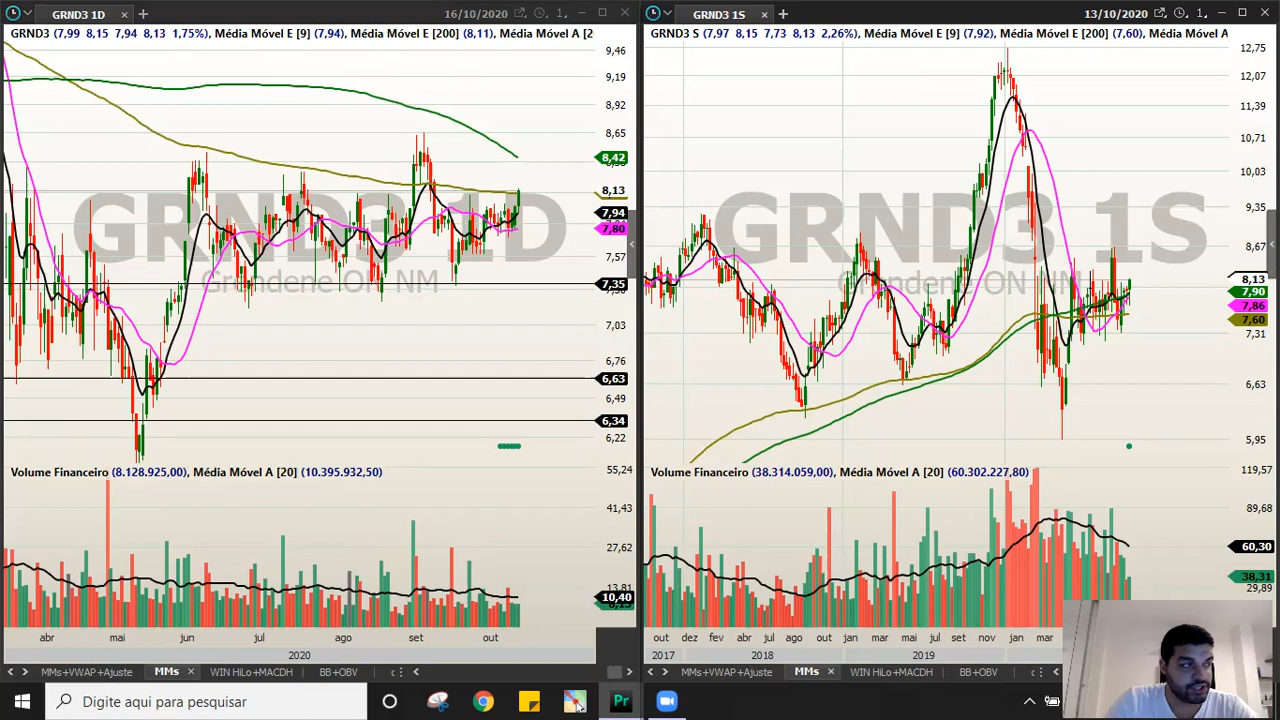 GRND3 1D
16/10/2020
1
GRND3 (7,99 8,15 7,94 8,13 1,75%), Média Móvel E [9] (7,94), Média Móvel E [200] (8,11), Média Móvel A [2
9,46
9,19
8,92
8,65
8,42
8,13
7,94
7,80
7,57
7,35
7,03
6,76
6,63
6,49
6,34
6,22
GRND3 1D
Grendene ON NM
Volume Financeiro (8.128.925,00), Média Móvel A [20] (10.395.932,50)
55,24
41,43
27,62
13,81
10,40
abr mai jun jul ago set out
2020
MMs+VWAP+Ajuste MMs WIN HiLo+MACDH BB+OBV
GRND3 1S
13/10/2020
1
GRND3 S (7,97 8,15 7,73 8,13 2,26%), Média Móvel E [9] (7,92), Média Móvel E [200] (7,60), Média Móvel A
12,75
12,07
11,39
10,71
10,03
9,35
8,67
8,13
7,90
7,86
7,60
7,31
6,63
5,95
GRND3 1S
Grendene ON NM
Volume Financeiro (38.314.059,00), Média Móvel A [20] (60.302.227,80)
119,57
89,68
60,30
38,31
29,89
out dez fev abr jul ago out jan mar mai jul set nov jan mar
2017 2018 2019
MMs+VWAP+Ajuste MMs WIN HiLo+MACDH BB+OBV
Digite aqui para pesquisar
Pr